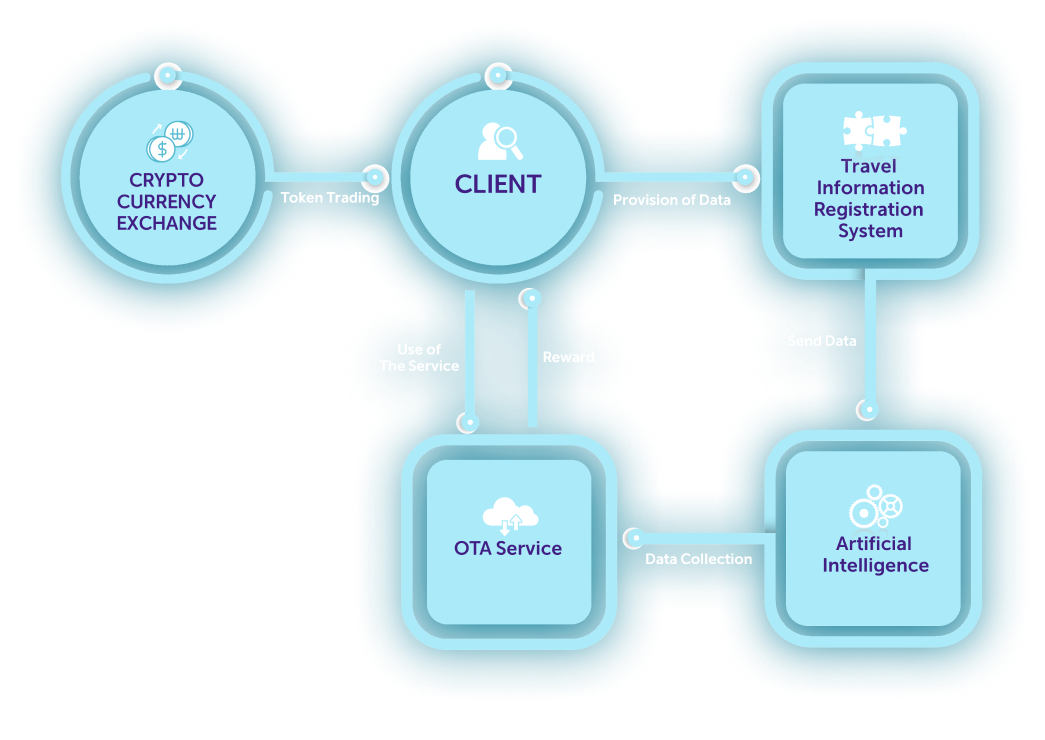 CRYPTO
CURRENCY
EXCHANGE
Token Trading
CLIENT
Provision of Data
Travel
Information
Registration
System
Use of
The Service
Reward
Send Data
OTA Service
Data Collection
Artificial
Intelligence